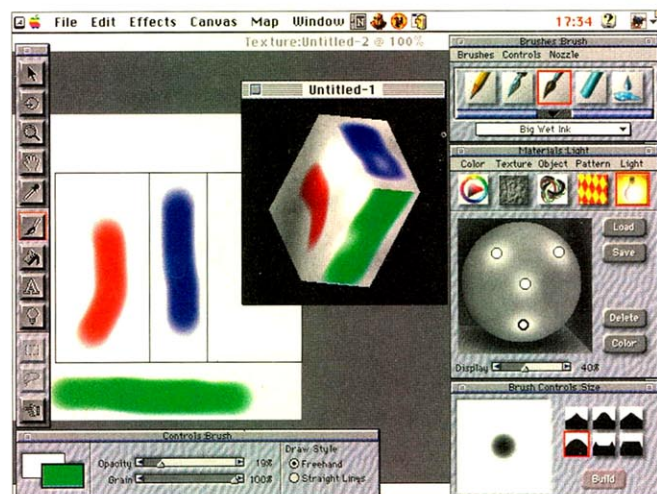 File Edit Effects Canvas Map Window 17:34
Texture:Untitled-2 @ 100%
Untitled-1
Brushes:Brush
Brushes Controls Nozzle
Big Wet Ink
Materials:Light
Color Texture Object Pattern Light
Load
Save
Delete
Color
Display 40%
Brush Controls:Size
Build
Controls:Brush
Opacity 19%
Grain 100%
Draw Style
Freehand
Straight Lines
A